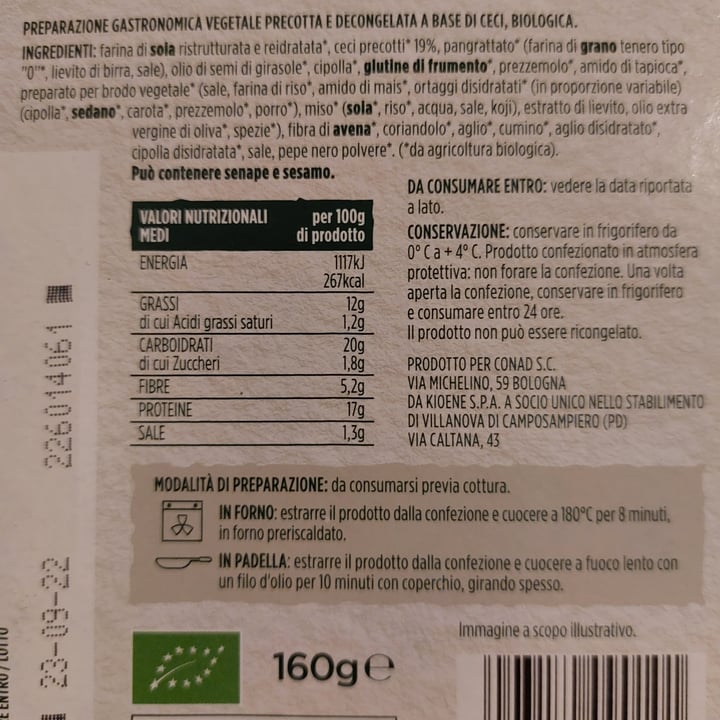 PREPARAZIONE GASTRONOMICA VEGETALE PRECOTTA E DECONGELATA A BASE DI CECI, BIOLOGICA.
INGREDIENTI: farina di soia ristrutturata e reidratata*, ceci precotti* 19%, pangrattato* (farina di grano tenero tipo
"0"*, lievito di birra, sale), olio di semi di girasole*, cipolla*, glutine di frumento*, prezzemolo*, amido di tapioca*,
preparato per brodo vegetale* (sale, farina di riso*, amido di mais*, ortaggi disidratati* (in proporzione variabile)
(cipolla*, sedano*, carota*, prezzemolo*, porro*), miso* (soia*, riso*, acqua, sale, koji), estratto di lievito, olio extra
vergine di oliva*, spezie*), fibra di avena*, coriandolo*, aglio*, cumino*, aglio disidratato*,
cipolla disidratata*, sale, pepe nero polvere*. (*da agricoltura biologica).
Può contenere senape e sesamo.
VALORI NUTRIZIONALI MEDI per 100g di prodotto
ENERGIA 1117kJ
267kcal
GRASSI 12g
di cui Acidi grassi saturi 1,2g
CARBOIDRATI 20g
di cui Zuccheri 1,8g
FIBRE 5,2g
PROTEINE 17g
SALE 1,3g
DA CONSUMARE ENTRO: vedere la data riportata
a lato.
CONSERVAZIONE: conservare in frigorifero da
0° C a + 4° C. Prodotto confezionato in atmosfera
protettiva: non forare la confezione. Una volta
aperta la confezione, conservare in frigorifero
e consumare entro 24 ore.
Il prodotto non può essere ricongelato.
PRODOTTO PER CONAD S.C.
VIA MICHELINO, 59 BOLOGNA
DA KIOENE S.P.A. A SOCIO UNICO NELLO STABILIMENTO
DI VILLANOVA DI CAMPOSAMPIERO (PD)
VIA CALTANA, 43
MODALITÀ DI PREPARAZIONE: da consumarsi previa cottura.
IN FORNO: estrarre il prodotto dalla confezione e cuocere a 180°C per 8 minuti,
in forno preriscaldato.
IN PADELLA: estrarre il prodotto dalla confezione e cuocere a fuoco lento con
un filo d'olio per 10 minuti con coperchio, girando spesso.
Immagine a scopo illustrativo.
160g e
23-09-22
226014061
ENTRO / LOTTO